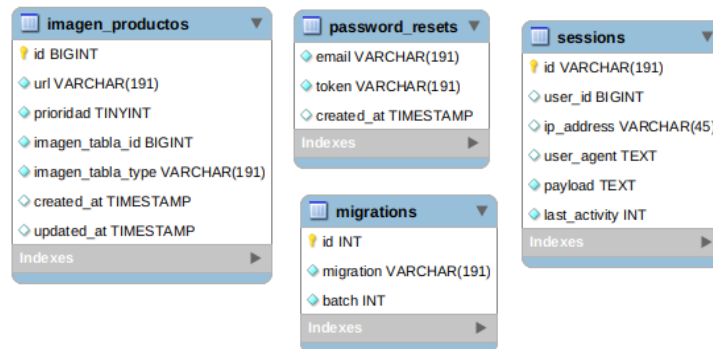 imagen_productos
id BIGINT
url VARCHAR(191)
prioridad TINYINT
imagen_tabla_id BIGINT
imagen_tabla_type VARCHAR(191)
created_at TIMESTAMP
updated_at TIMESTAMP
Indexes
password_resets
email VARCHAR(191)
token VARCHAR(191)
created_at TIMESTAMP
Indexes
migrations
id INT
migration VARCHAR(191)
batch INT
Indexes
sessions
id VARCHAR(191)
user_id BIGINT
ip_address VARCHAR(45)
user_agent TEXT
payload TEXT
last_activity INT
Indexes